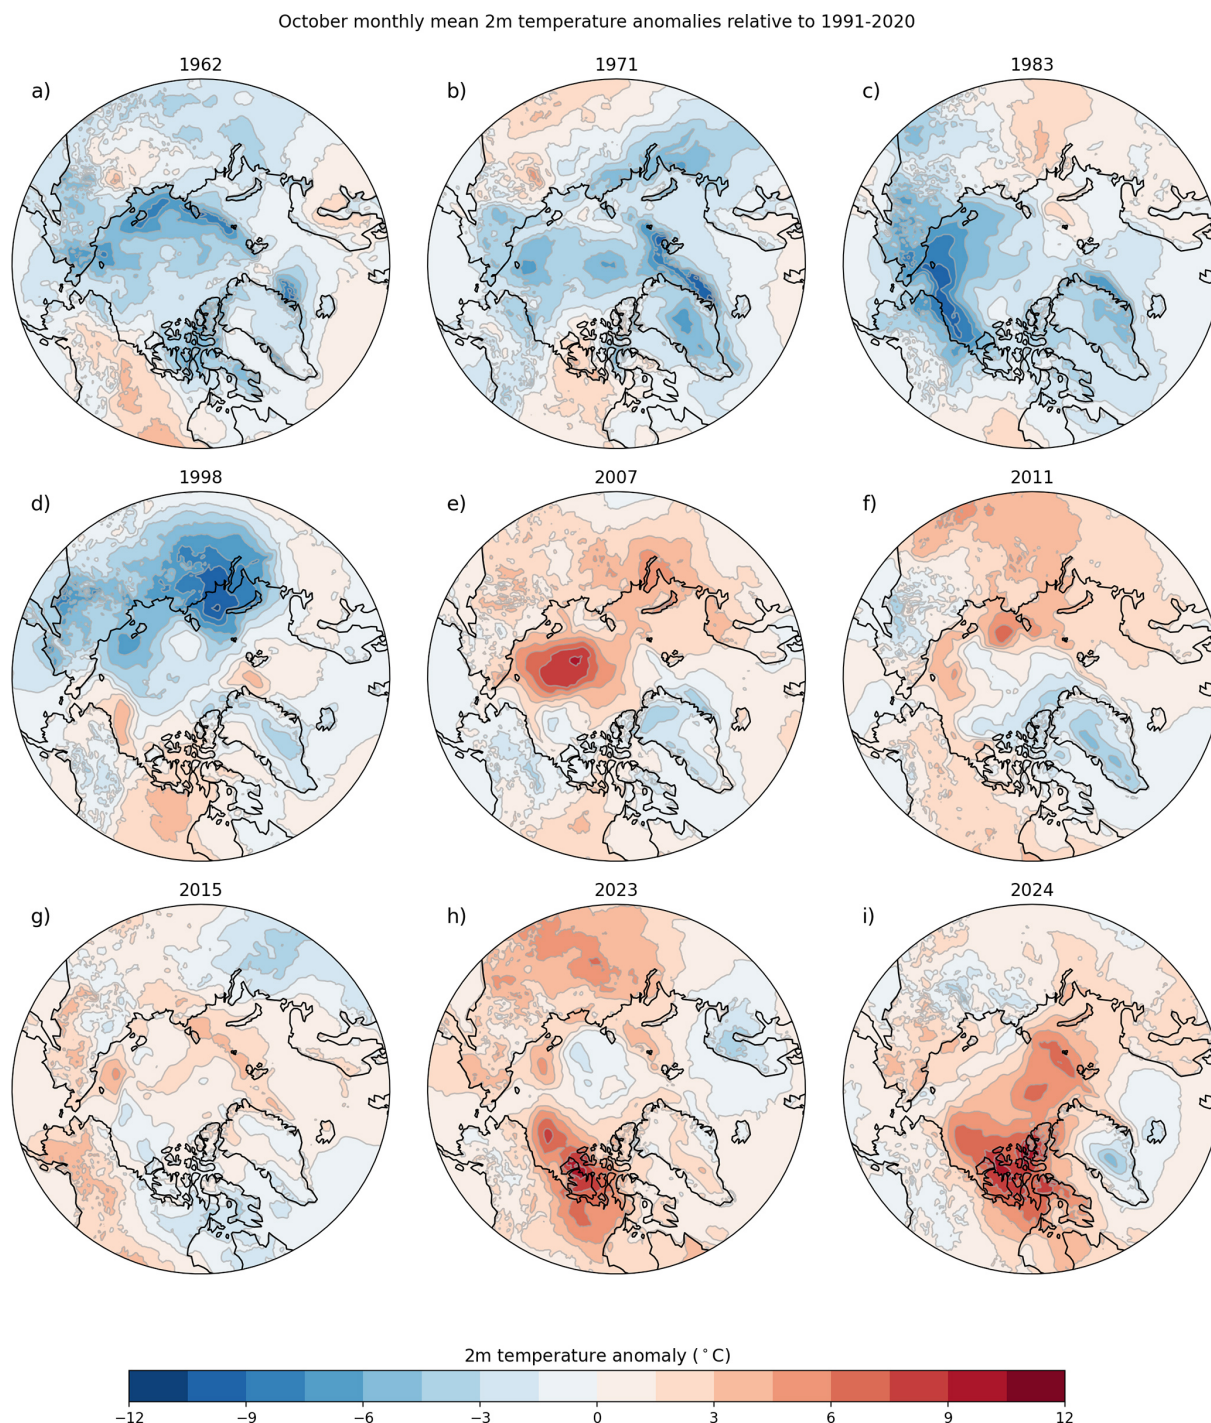 October monthly mean 2m temperature anomalies relative to 1991-2020
a) 1962
b) 1971
c) 1983
d) 1998
e) 2007
f) 2011
g) 2015
h) 2023
i) 2024
2m temperature anomaly (°C)
−12 −9 −6 −3 0 3 6 9 12